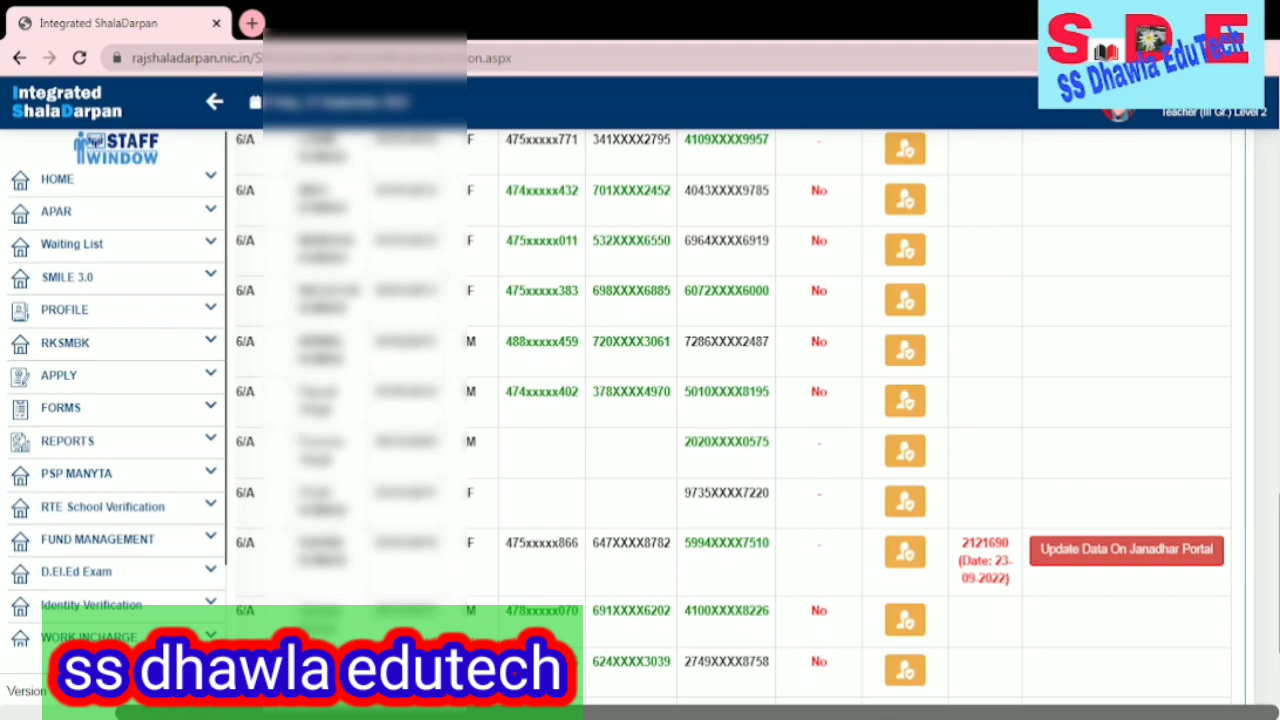 Integrated ShalaDarpan
SDE
SS Dhawla EduTech
rajshaladarpan.nic.in/S
on.aspx
Integrated
ShalaDarpan
Teacher (III Gr.) Level 2
STAFF
WINDOW
HOME
APAR
Waiting List
SMILE 3.0
PROFILE
RKSMBK
APPLY
FORMS
REPORTS
PSP MANYTA
RTE School Verification
FUND MANAGEMENT
D.El.Ed Exam
Identity Verification
WORK INCHARGE
Version
6/A F 475xxxxx771 341XXXX2795 4109XXXX9957 -
6/A F 474xxxxx432 701XXXX2452 4043XXXX9785 No
6/A F 475xxxxx011 532XXXX6550 6964XXXX6919 No
6/A F 475xxxxx383 698XXXX6885 6072XXXX6000 No
6/A M 488xxxxx459 720XXXX3061 7286XXXX2487 No
6/A M 474xxxxx402 378XXXX4970 5010XXXX8195 No
6/A M 2020XXXX0575 -
6/A F 9735XXXX7220 -
6/A F 475xxxxx866 647XXXX8782 5994XXXX7510 - 2121690 Update Data On Janadhar Portal
(Date: 23-
09-2022)
6/A M 478xxxxx070 691XXXX6202 4100XXXX8226 No
624XXXX3039 2749XXXX8758 No
ss dhawla edutech